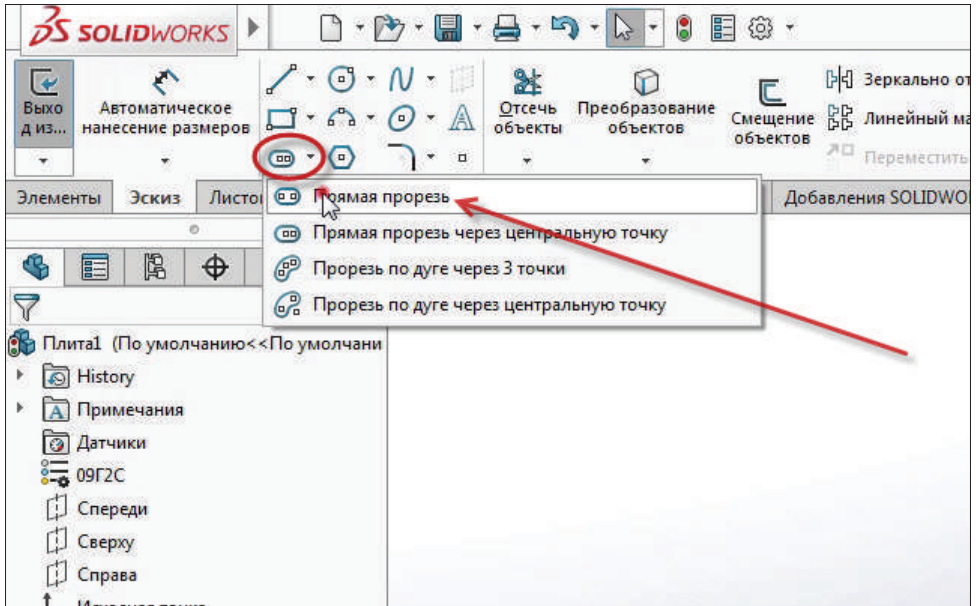 SOLIDWORKS
Выхо
д из...
Автоматическое
нанесение размеров
Отсечь
объекты
Преобразование
объектов
Смещение
объектов
Зеркально от
Линейный ма
Переместить
Элементы
Эскиз
Листо
Добавления SOLIDWO
Прямая прорезь
Прямая прорезь через центральную точку
Прорезь по дуге через 3 точки
Прорезь по дуге через центральную точку
Плита1 (По умолчанию<<По умолчани
History
Примечания
Датчики
09Г2С
Спереди
Сверху
Справа